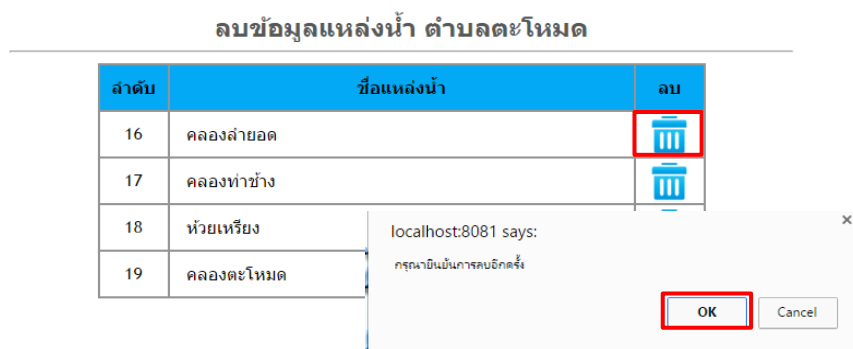 ลบข้อมูลแหล่งน้ำ ตำบลตะโหมด
ลำดับ ชื่อแหล่งน้ำ ลบ
16 คลองลำยอด
17 คลองท่าช้าง
18 ห้วยเหรียง
19 คลองตะโหมด
localhost:8081 says:
กรุณายืนยันการลบอีกครั้ง
OK Cancel